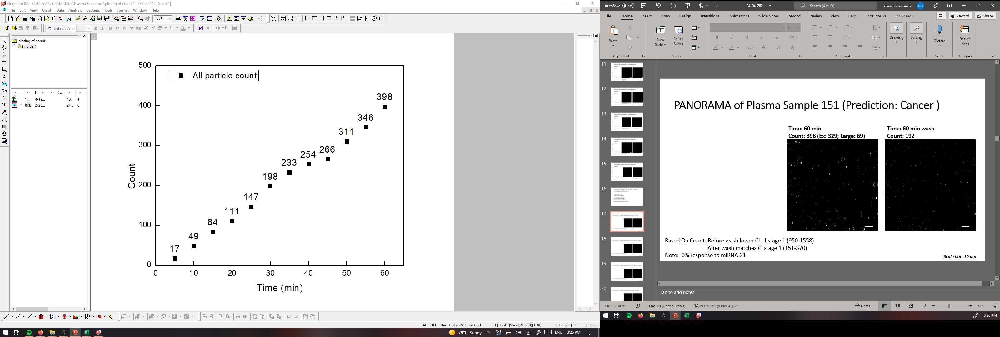 OriginPro 8.5 - C:\Users\Nareg\Desktop\Plasma Exosomes\ploting of count * - /Folder1/ - [Graph1]
File Edit View Graph Data Analysis Gadgets Tools Format Window Help
100%
Default: A 0 B I U
ploting of count
Folder1
1... 4/18... 10... 1
8KB 2/28... 2/... 0
1
All particle count
500
400
300
200
100
0
Count
17
49
84
111
147
198
233
254
266
311
346
398
0 10 20 30 40 50 60
Time (min)
AU : ON Dark Colors & Light Grids 1:[Book1]Sheet1!Col(B)[1:30] 1:[Graph1]1!1 Radian
79°F Sunny ENG 3:26 PM
AutoSave Off 04-04-202... Search (Alt+Q) nareg ohannesian NO
File Home Insert Draw Design Transitions Animations Slide Show Record Review View Help EndNote X8 ACROBAT Record Share
Paste New Slide Reuse Slides Drawing Editing Dictate Design Ideas
Clipboard Slides Font Paragraph Voice Designer
11
12
13
14
15
16
17
18
19
20
PANORAMA of Plasma Sample 151 (Prediction: Cancer )
Time: 60 min
Count: 398 (Ex: 329; Large: 69)
Time: 60 min wash
Count: 192
Based On Count: Before wash lower CI of stage 1 (950-1558)
After wash matches CI stage 1 (151-370)
Note: 0% response to miRNA-21
Scale bar: 10 µm
Tap to add notes
Slide 17 of 47 English (United States) Accessibility: Investigate Notes 82%
3:26 PM